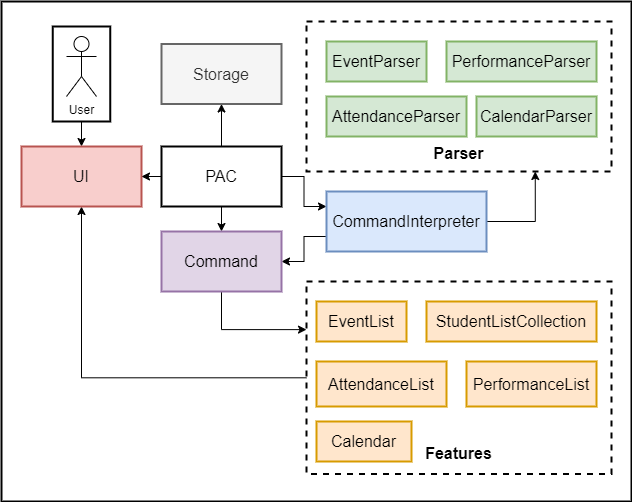 User
Storage
EventParser
PerformanceParser
AttendanceParser
CalendarParser
Parser
UI
PAC
CommandInterpreter
Command
EventList
StudentListCollection
AttendanceList
PerformanceList
Calendar
Features